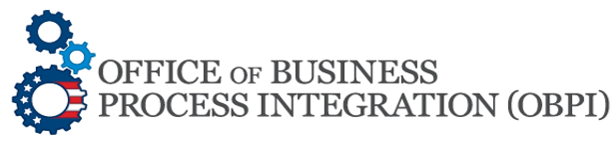 OFFICE OF BUSINESS
PROCESS INTEGRATION (OBPI)